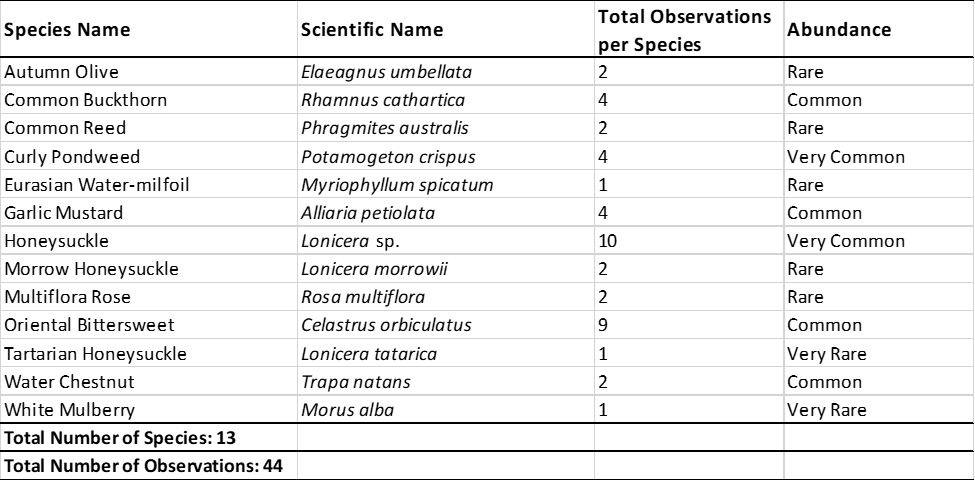 Species Name Scientific Name Total Observations per Species Abundance
Autumn Olive Elaeagnus umbellata 2 Rare
Common Buckthorn Rhamnus cathartica 4 Common
Common Reed Phragmites australis 2 Rare
Curly Pondweed Potamogeton crispus 4 Very Common
Eurasian Water-milfoil Myriophyllum spicatum 1 Rare
Garlic Mustard Alliaria petiolata 4 Common
Honeysuckle Lonicera sp. 10 Very Common
Morrow Honeysuckle Lonicera morrowii 2 Rare
Multiflora Rose Rosa multiflora 2 Rare
Oriental Bittersweet Celastrus orbiculatus 9 Common
Tartarian Honeysuckle Lonicera tatarica 1 Very Rare
Water Chestnut Trapa natans 2 Common
White Mulberry Morus alba 1 Very Rare
Total Number of Species: 13
Total Number of Observations: 44